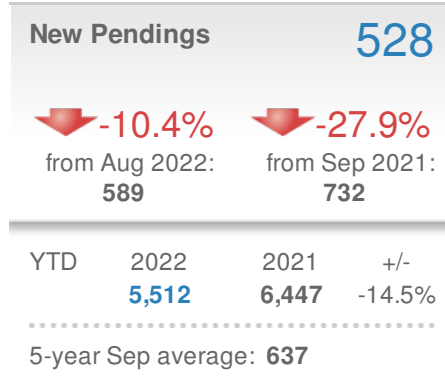 New Pendings 528
-10.4% -27.9%
from Aug 2022: from Sep 2021:
589 732
YTD 2022 2021 +/-
5,512 6,447 -14.5%
5-year Sep average: 637